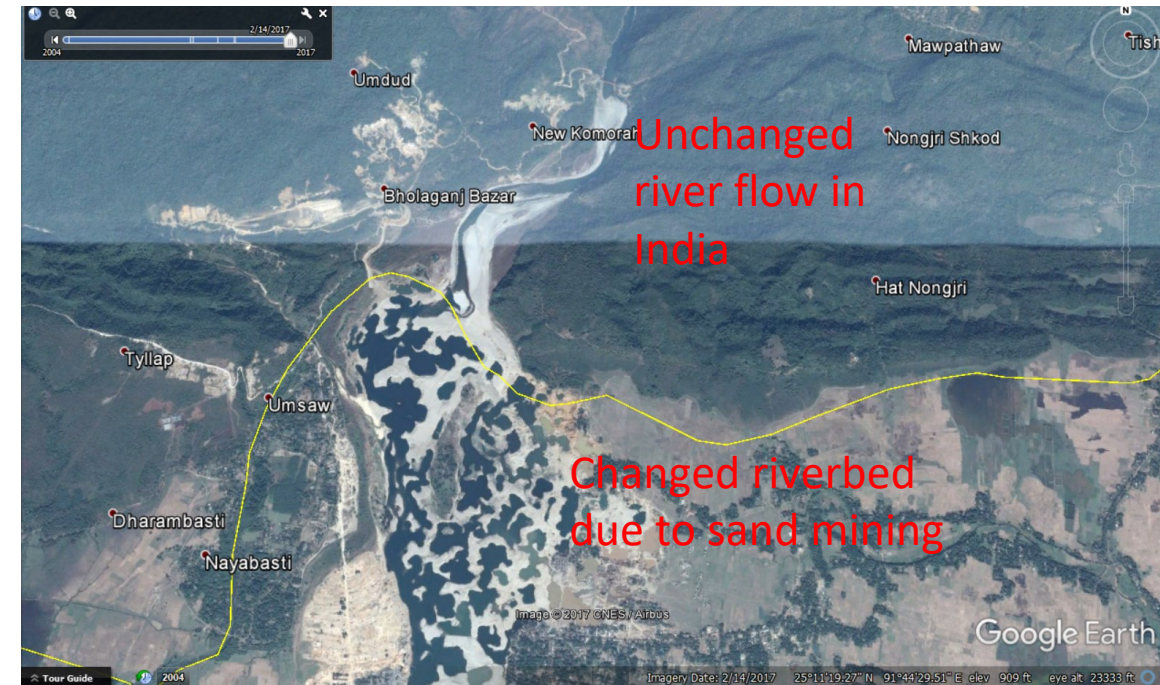 2/14/2017
2004
2017
N
Umdud
Mawpathaw
Tish
New Komorah
Unchanged
river flow in
India
Nongjri Shkod
Bholaganj Bazar
Hat Nongjri
Tyllap
Umsaw
Changed riverbed
due to sand mining
Dharambasti
Nayabasti
Image © 2017 CNES / Airbus
Google Earth
Tour Guide
2004
Imagery Date: 2/14/2017 25°11'19.27" N 91°44'29.51" E elev 909 ft eye alt 23333 ft